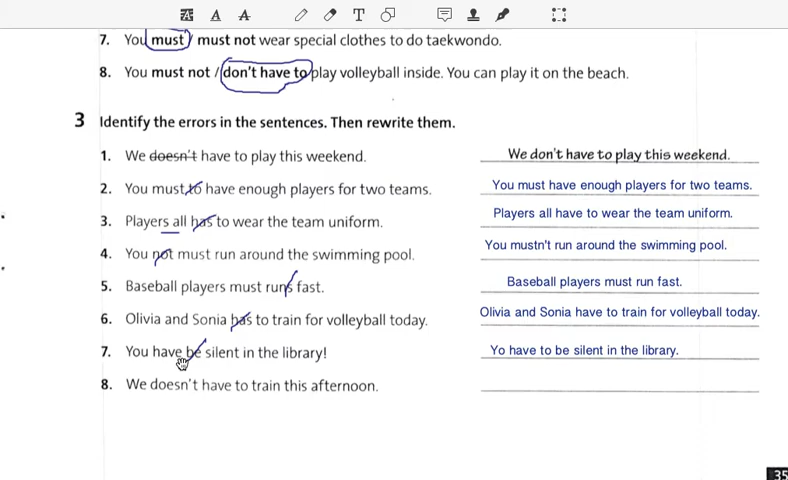 7. You must / must not wear special clothes to do taekwondo.
8. You must not / don't have to play volleyball inside. You can play it on the beach.
3 Identify the errors in the sentences. Then rewrite them.
1. We doesn't have to play this weekend. We don't have to play this weekend.
2. You must to have enough players for two teams. You must have enough players for two teams.
3. Players all has to wear the team uniform. Players all have to wear the team uniform.
4. You not must run around the swimming pool. You mustn't run around the swimming pool.
5. Baseball players must runs fast. Baseball players must run fast.
6. Olivia and Sonia has to train for volleyball today. Olivia and Sonia have to train for volleyball today.
7. You have be silent in the library! Yo have to be silent in the library.
8. We doesn't have to train this afternoon.
35